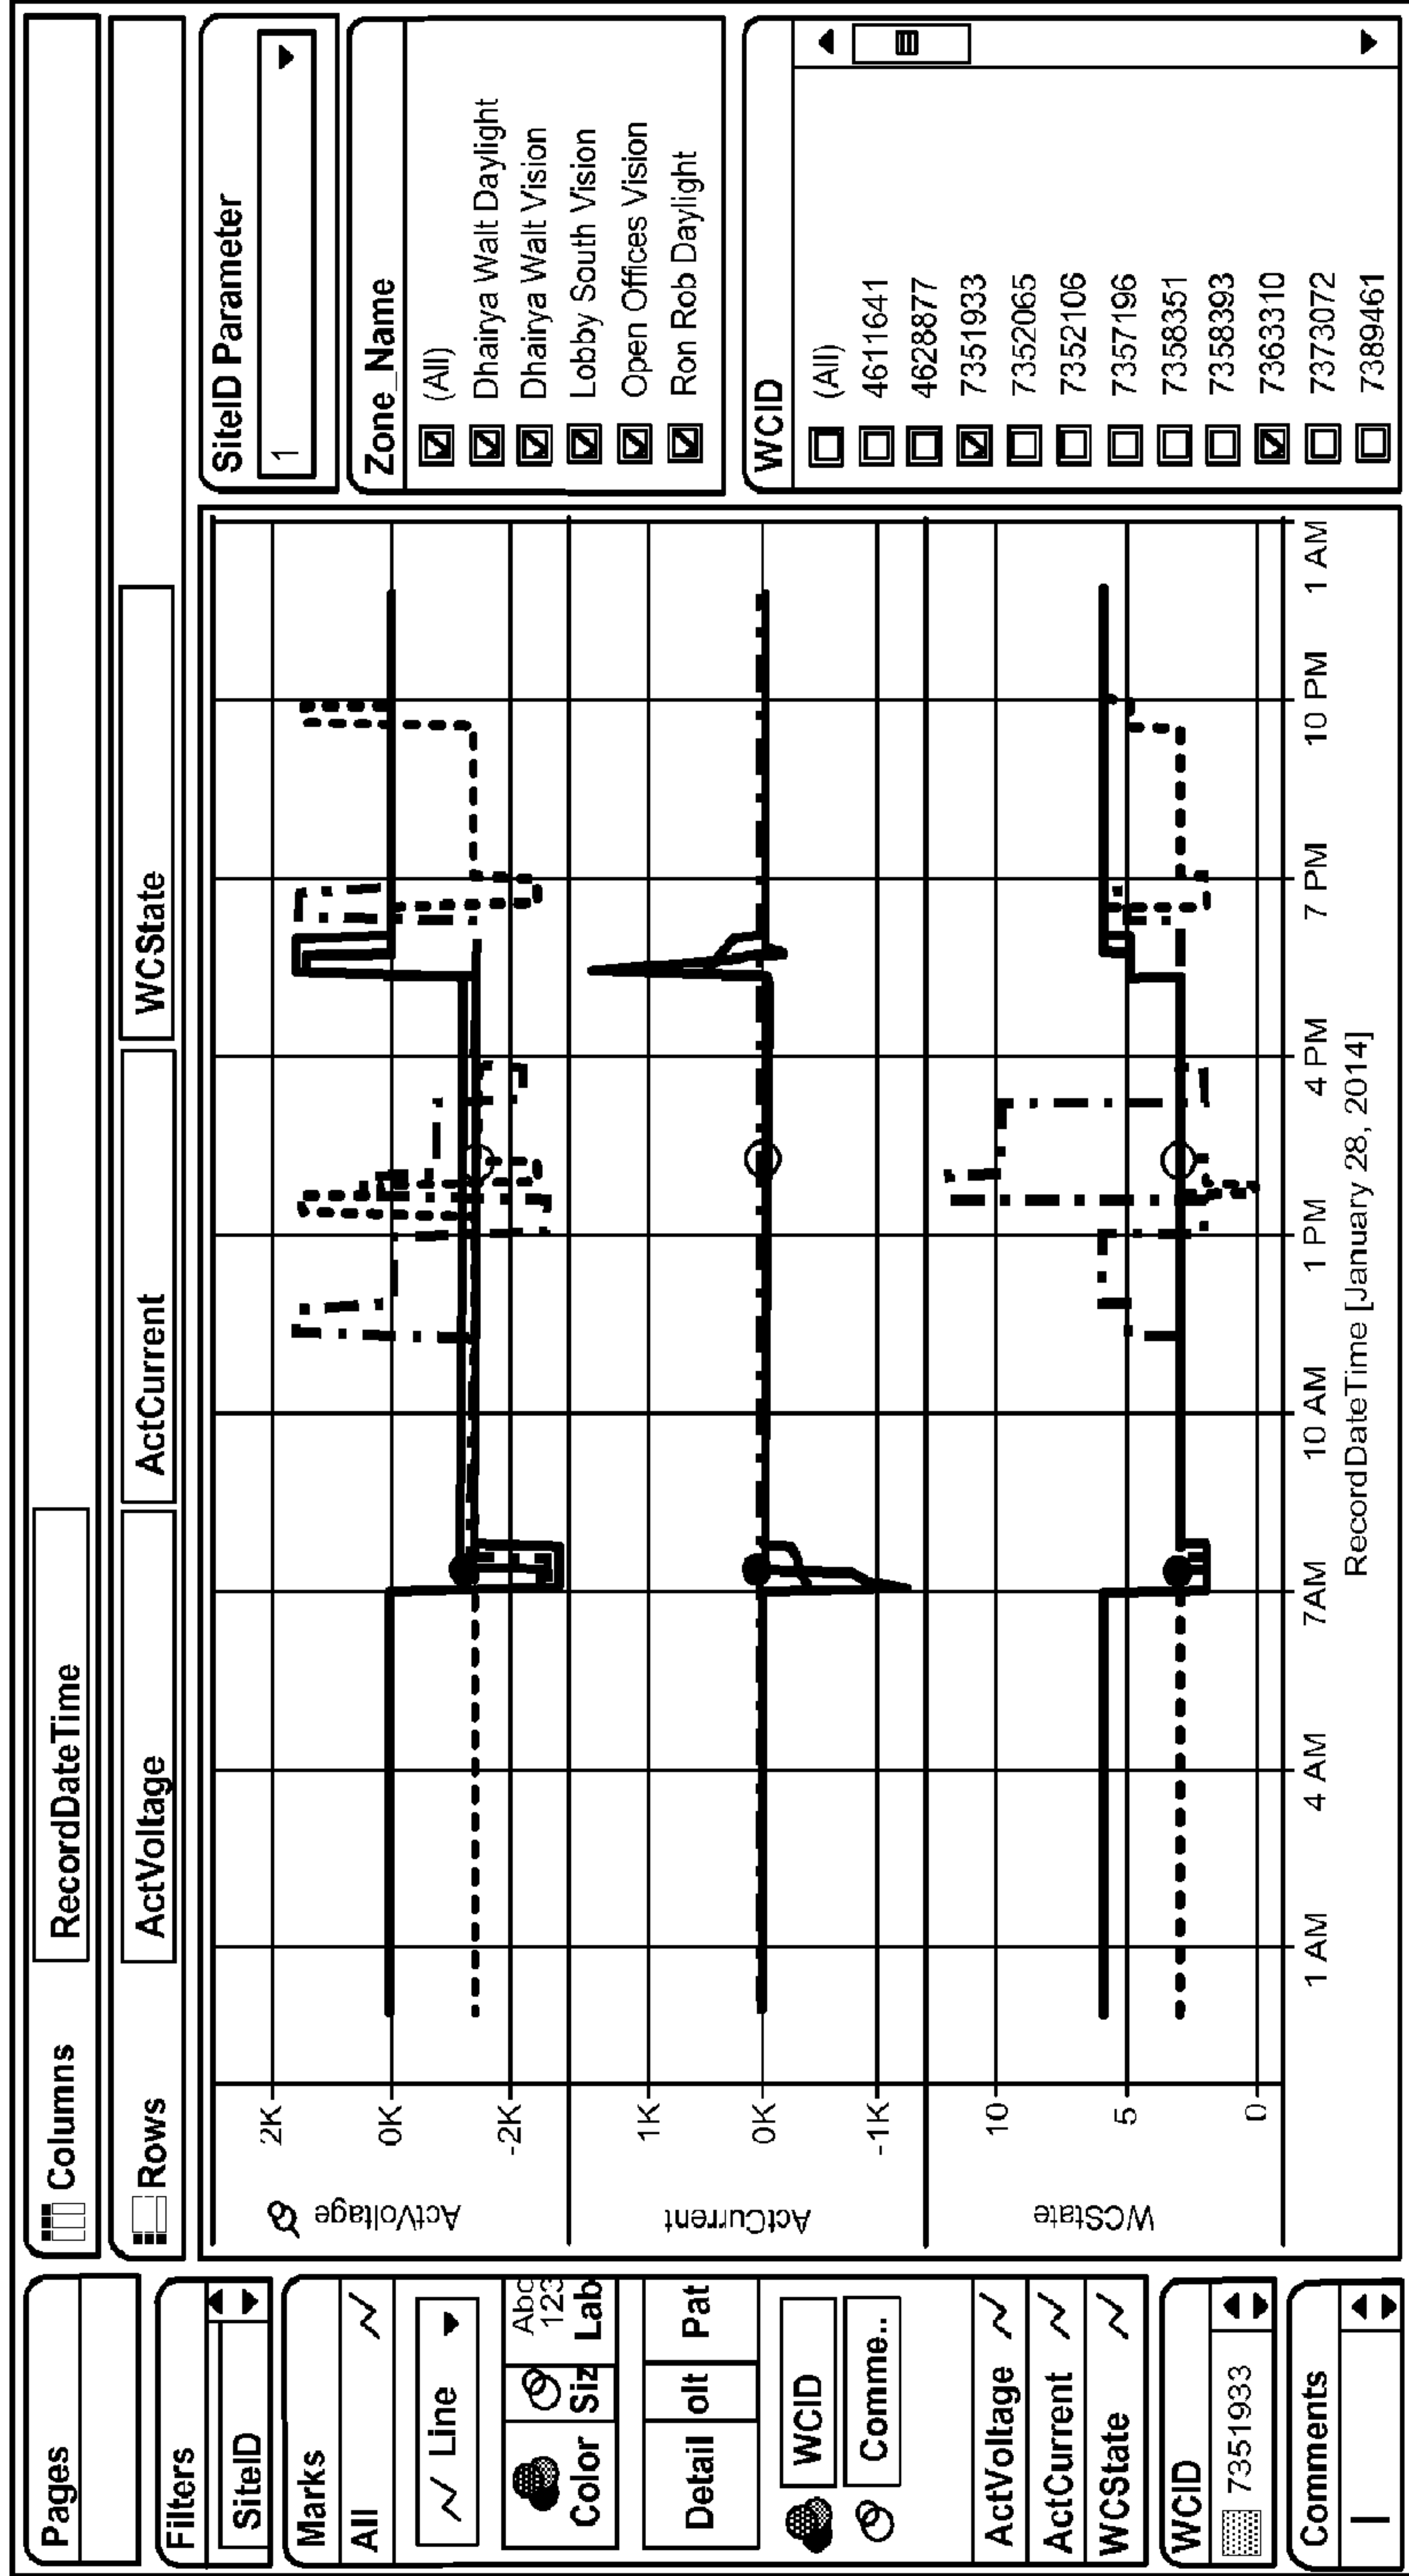 Pages
Filters
SiteID
Marks
All
Line
Color
Siz
Abc
123
Lab
Detail
olt
Pat
WCID
Comme..
ActVoltage
ActCurrent
WCState
WCID
7351933
Comments
Columns
RecordDateTime
Rows
ActVoltage
ActCurrent
WCState
ActVoltage
2K
0K
-2K
ActCurrent
1K
0K
-1K
WCState
10
5
0
1 AM
4 AM
7AM
10 AM
1 PM
4 PM
7 PM
10 PM
1 AM
RecordDateTime [January 28, 2014]
SiteID Parameter
1
Zone_Name
(All)
Dhairya Walt Daylight
Dhairya Walt Vision
Lobby South Vision
Open Offices Vision
Ron Rob Daylight
WCID
(All)
4611641
4628877
7351933
7352065
7352106
7357196
7358351
7358393
7363310
7373072
7389461